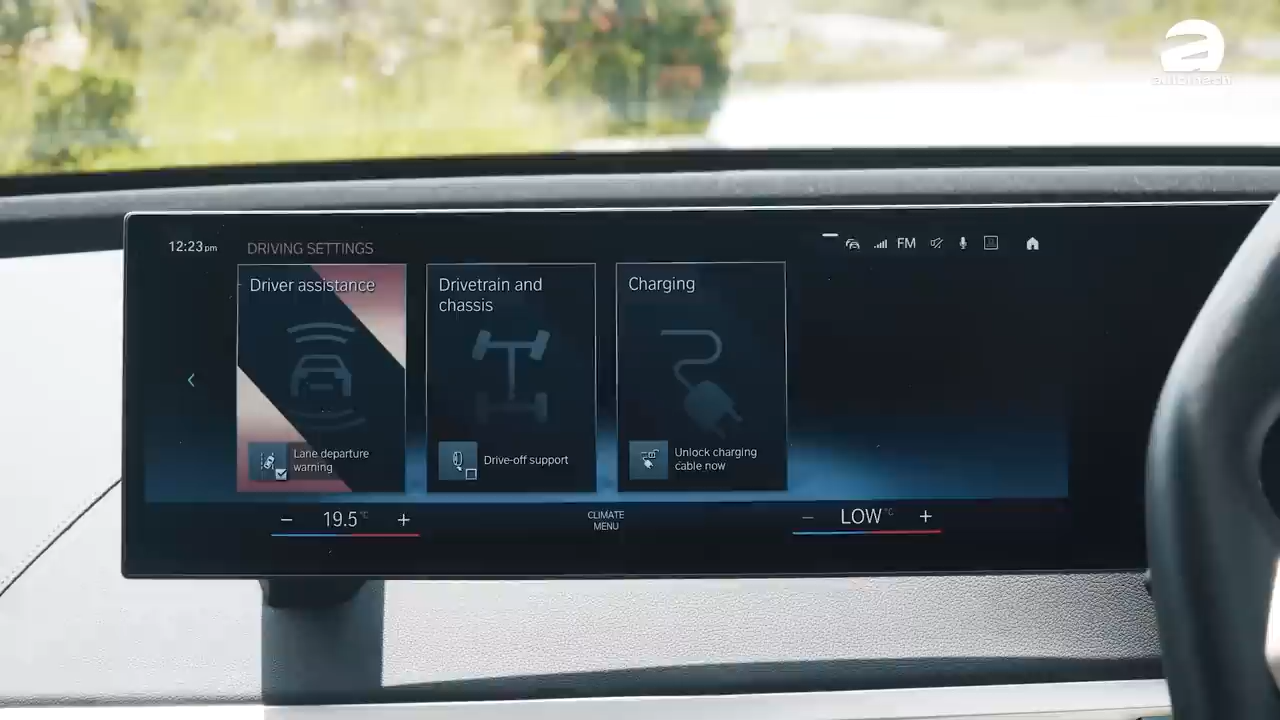 12:23pm
DRIVING SETTINGS
FM
Driver assistance
Lane departure
warning
Drivetrain and
chassis
Drive-off support
Charging
Unlock charging
cable now
− 19.5°C +
CLIMATE
MENU
− LOW °C +